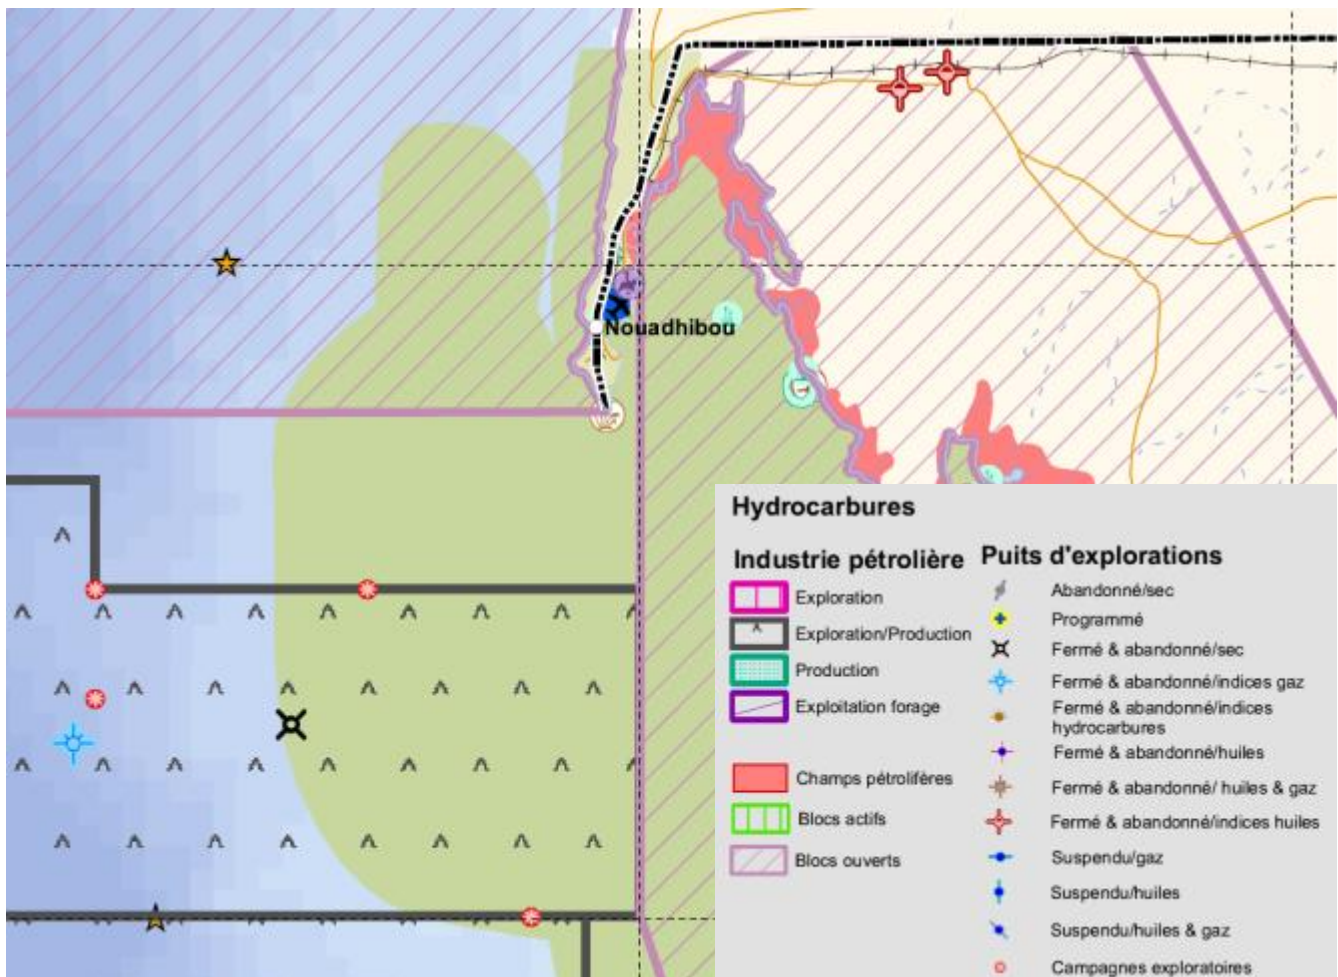 Nouadhibou
Hydrocarbures
Industrie pétrolière
Exploration
Exploration/Production
Production
Exploitation forage
Champs pétrolifères
Blocs actifs
Blocs ouverts
Puits d'explorations
Abandonné/sec
Programmé
Fermé & abandonné/sec
Fermé & abandonné/indices gaz
Fermé & abandonné/indices
hydrocarbures
Fermé & abandonné/huiles
Fermé & abandonné/ huiles & gaz
Fermé & abandonné/indices huiles
Suspendu/gaz
Suspendu/huiles
Suspendu/huiles & gaz
Campagnes exploratoires